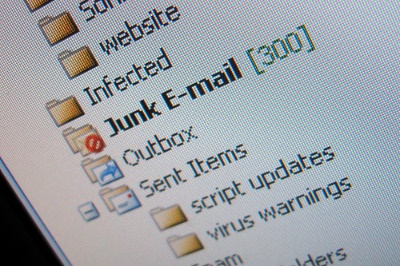 website
Infected
Junk E-mail [300]
Outbox
Sent Items
script updates
virus warnings